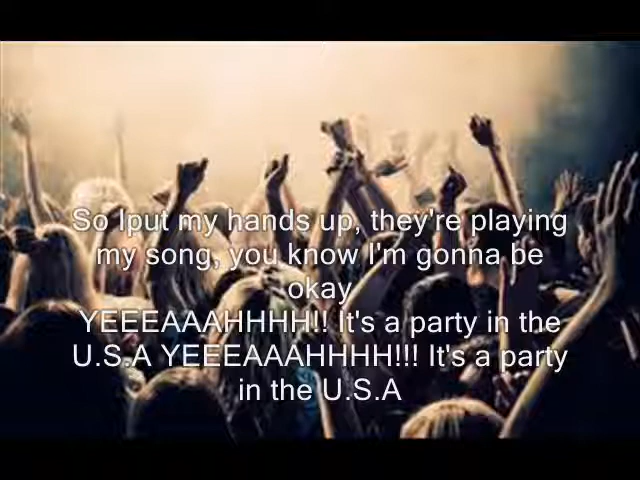 So Iput my hands up, they're playing
my song, you know I'm gonna be
okay
YEEEAAAHHHH!! It's a party in the
U.S.A YEEEAAAHHHH!!! It's a party
in the U.S.A